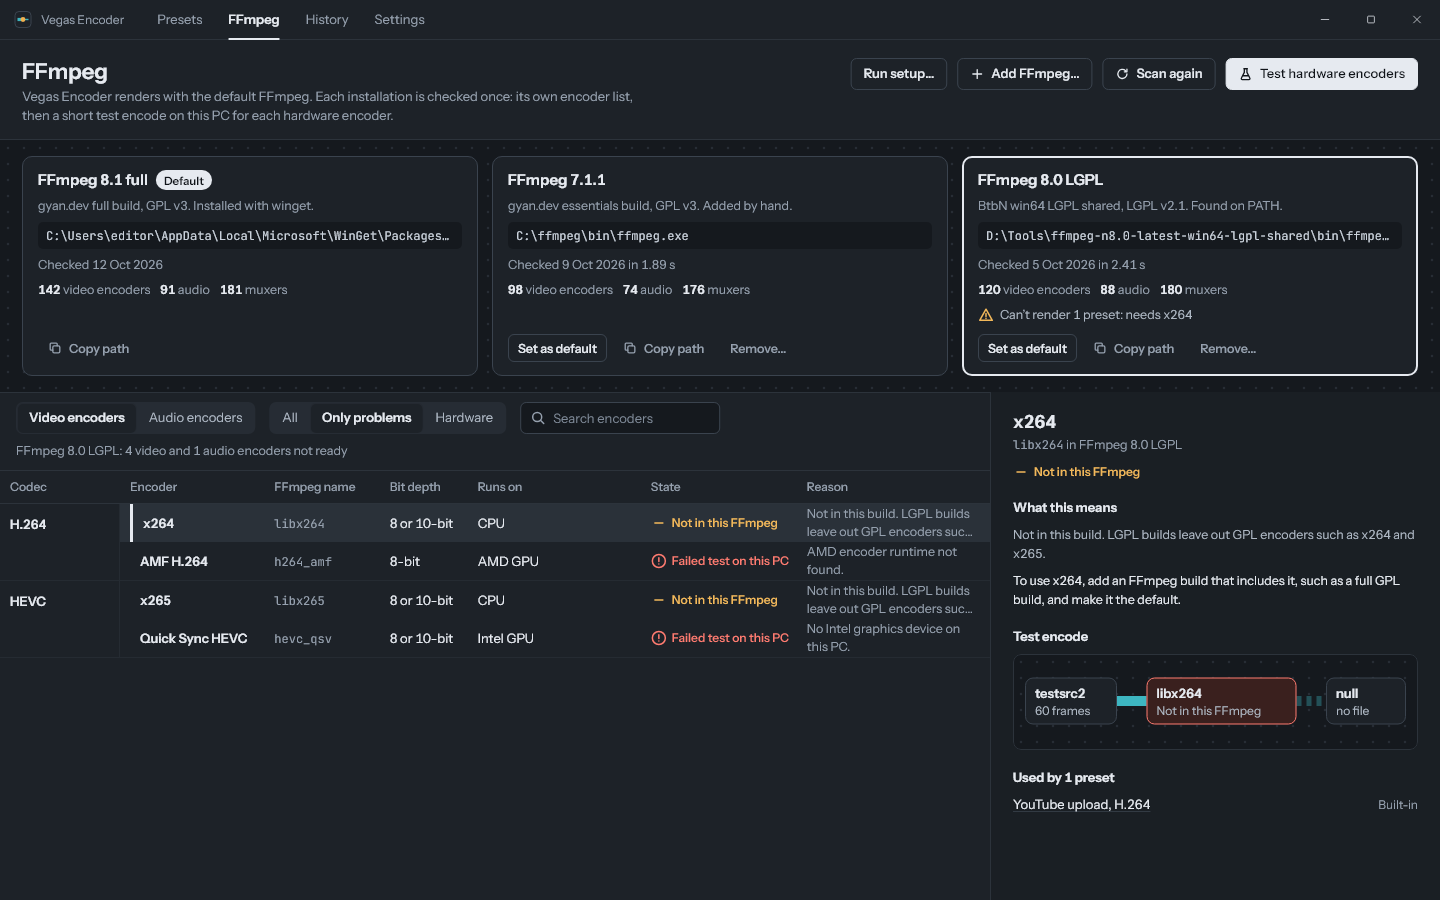 Vegas Encoder
Presets
FFmpeg
History
Settings
FFmpeg
Vegas Encoder renders with the default FFmpeg. Each installation is checked once: its own encoder list,
then a short test encode on this PC for each hardware encoder.
Run setup...
Add FFmpeg...
Scan again
Test hardware encoders
FFmpeg 8.1 full
Default
gyan.dev full build, GPL v3. Installed with winget.
C:\Users\editor\AppData\Local\Microsoft\WinGet\Packages…
Checked 12 Oct 2026
142 video encoders 91 audio 181 muxers
Copy path
FFmpeg 7.1.1
gyan.dev essentials build, GPL v3. Added by hand.
C:\ffmpeg\bin\ffmpeg.exe
Checked 9 Oct 2026 in 1.89 s
98 video encoders 74 audio 176 muxers
Set as default
Copy path
Remove...
FFmpeg 8.0 LGPL
BtbN win64 LGPL shared, LGPL v2.1. Found on PATH.
D:\Tools\ffmpeg-n8.0-latest-win64-lgpl-shared\bin\ffmpe…
Checked 5 Oct 2026 in 2.41 s
120 video encoders 88 audio 180 muxers
Can't render 1 preset: needs x264
Set as default
Copy path
Remove...
Video encoders
Audio encoders
All
Only problems
Hardware
Search encoders
FFmpeg 8.0 LGPL: 4 video and 1 audio encoders not ready
Codec Encoder FFmpeg name Bit depth Runs on State Reason
H.264 x264 libx264 8 or 10-bit CPU Not in this FFmpeg Not in this build. LGPL builds
leave out GPL encoders suc…
AMF H.264 h264_amf 8-bit AMD GPU Failed test on this PC AMD encoder runtime not
found.
HEVC x265 libx265 8 or 10-bit CPU Not in this FFmpeg Not in this build. LGPL builds
leave out GPL encoders suc…
Quick Sync HEVC hevc_qsv 8 or 10-bit Intel GPU Failed test on this PC No Intel graphics device on
this PC.
x264
libx264 in FFmpeg 8.0 LGPL
Not in this FFmpeg
What this means
Not in this build. LGPL builds leave out GPL encoders such as x264 and
x265.
To use x264, add an FFmpeg build that includes it, such as a full GPL
build, and make it the default.
Test encode
testsrc2
60 frames
libx264
Not in this FFmpeg
null
no file
Used by 1 preset
YouTube upload, H.264
Built-in